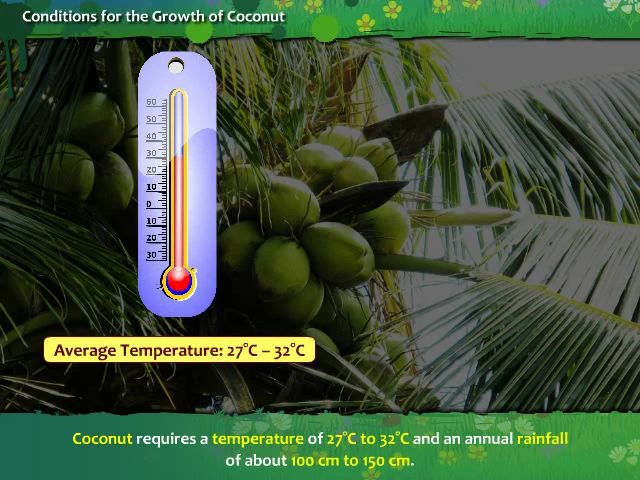 Conditions for the Growth of Coconut
60
50
40
30
20
10
0
10
20
30
Average Temperature: 27°C – 32°C
Coconut requires a temperature of 27°C to 32°C and an annual rainfall
of about 100 cm to 150 cm.